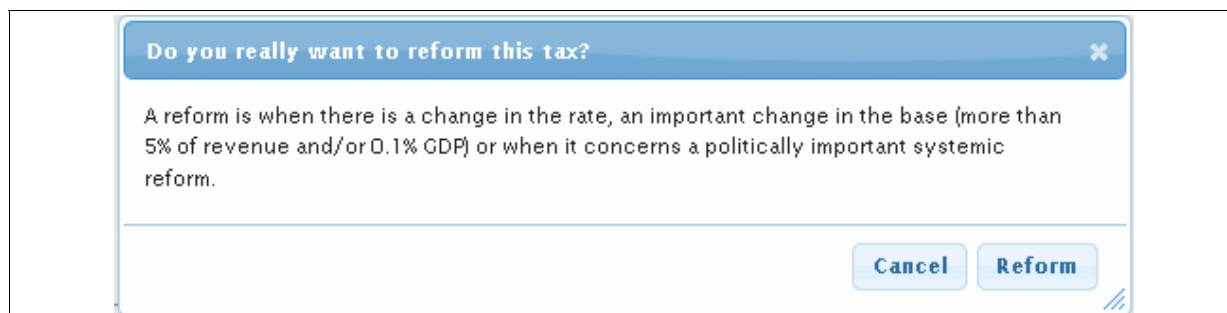 Do you really want to reform this tax?
A reform is when there is a change in the rate, an important change in the base (more than
5% of revenue and/or 0.1% GDP) or when it concerns a politically important systemic
reform.
Cancel Reform